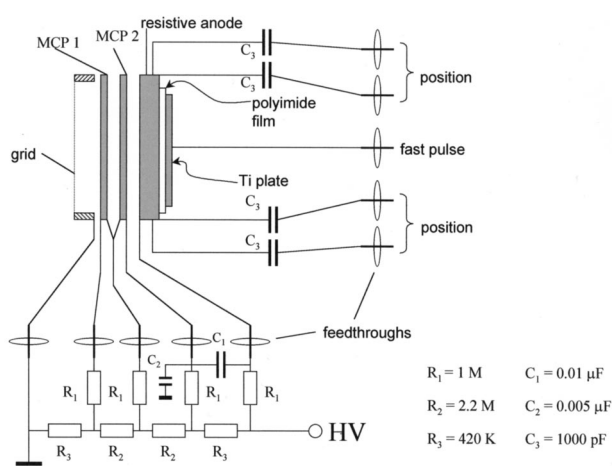 resistive anode
MCP 1
MCP 2
C3
C3
position
polyimide
film
grid
fast pulse
Ti plate
C3
C3
position
feedthroughs
C1
C2
R1
R1
R1
R1
R3
R2
R2
R3
HV
R1 = 1 M
C1 = 0.01 µF
R2 = 2.2 M
C2 = 0.005 µF
R3 = 420 K
C3 = 1000 pF